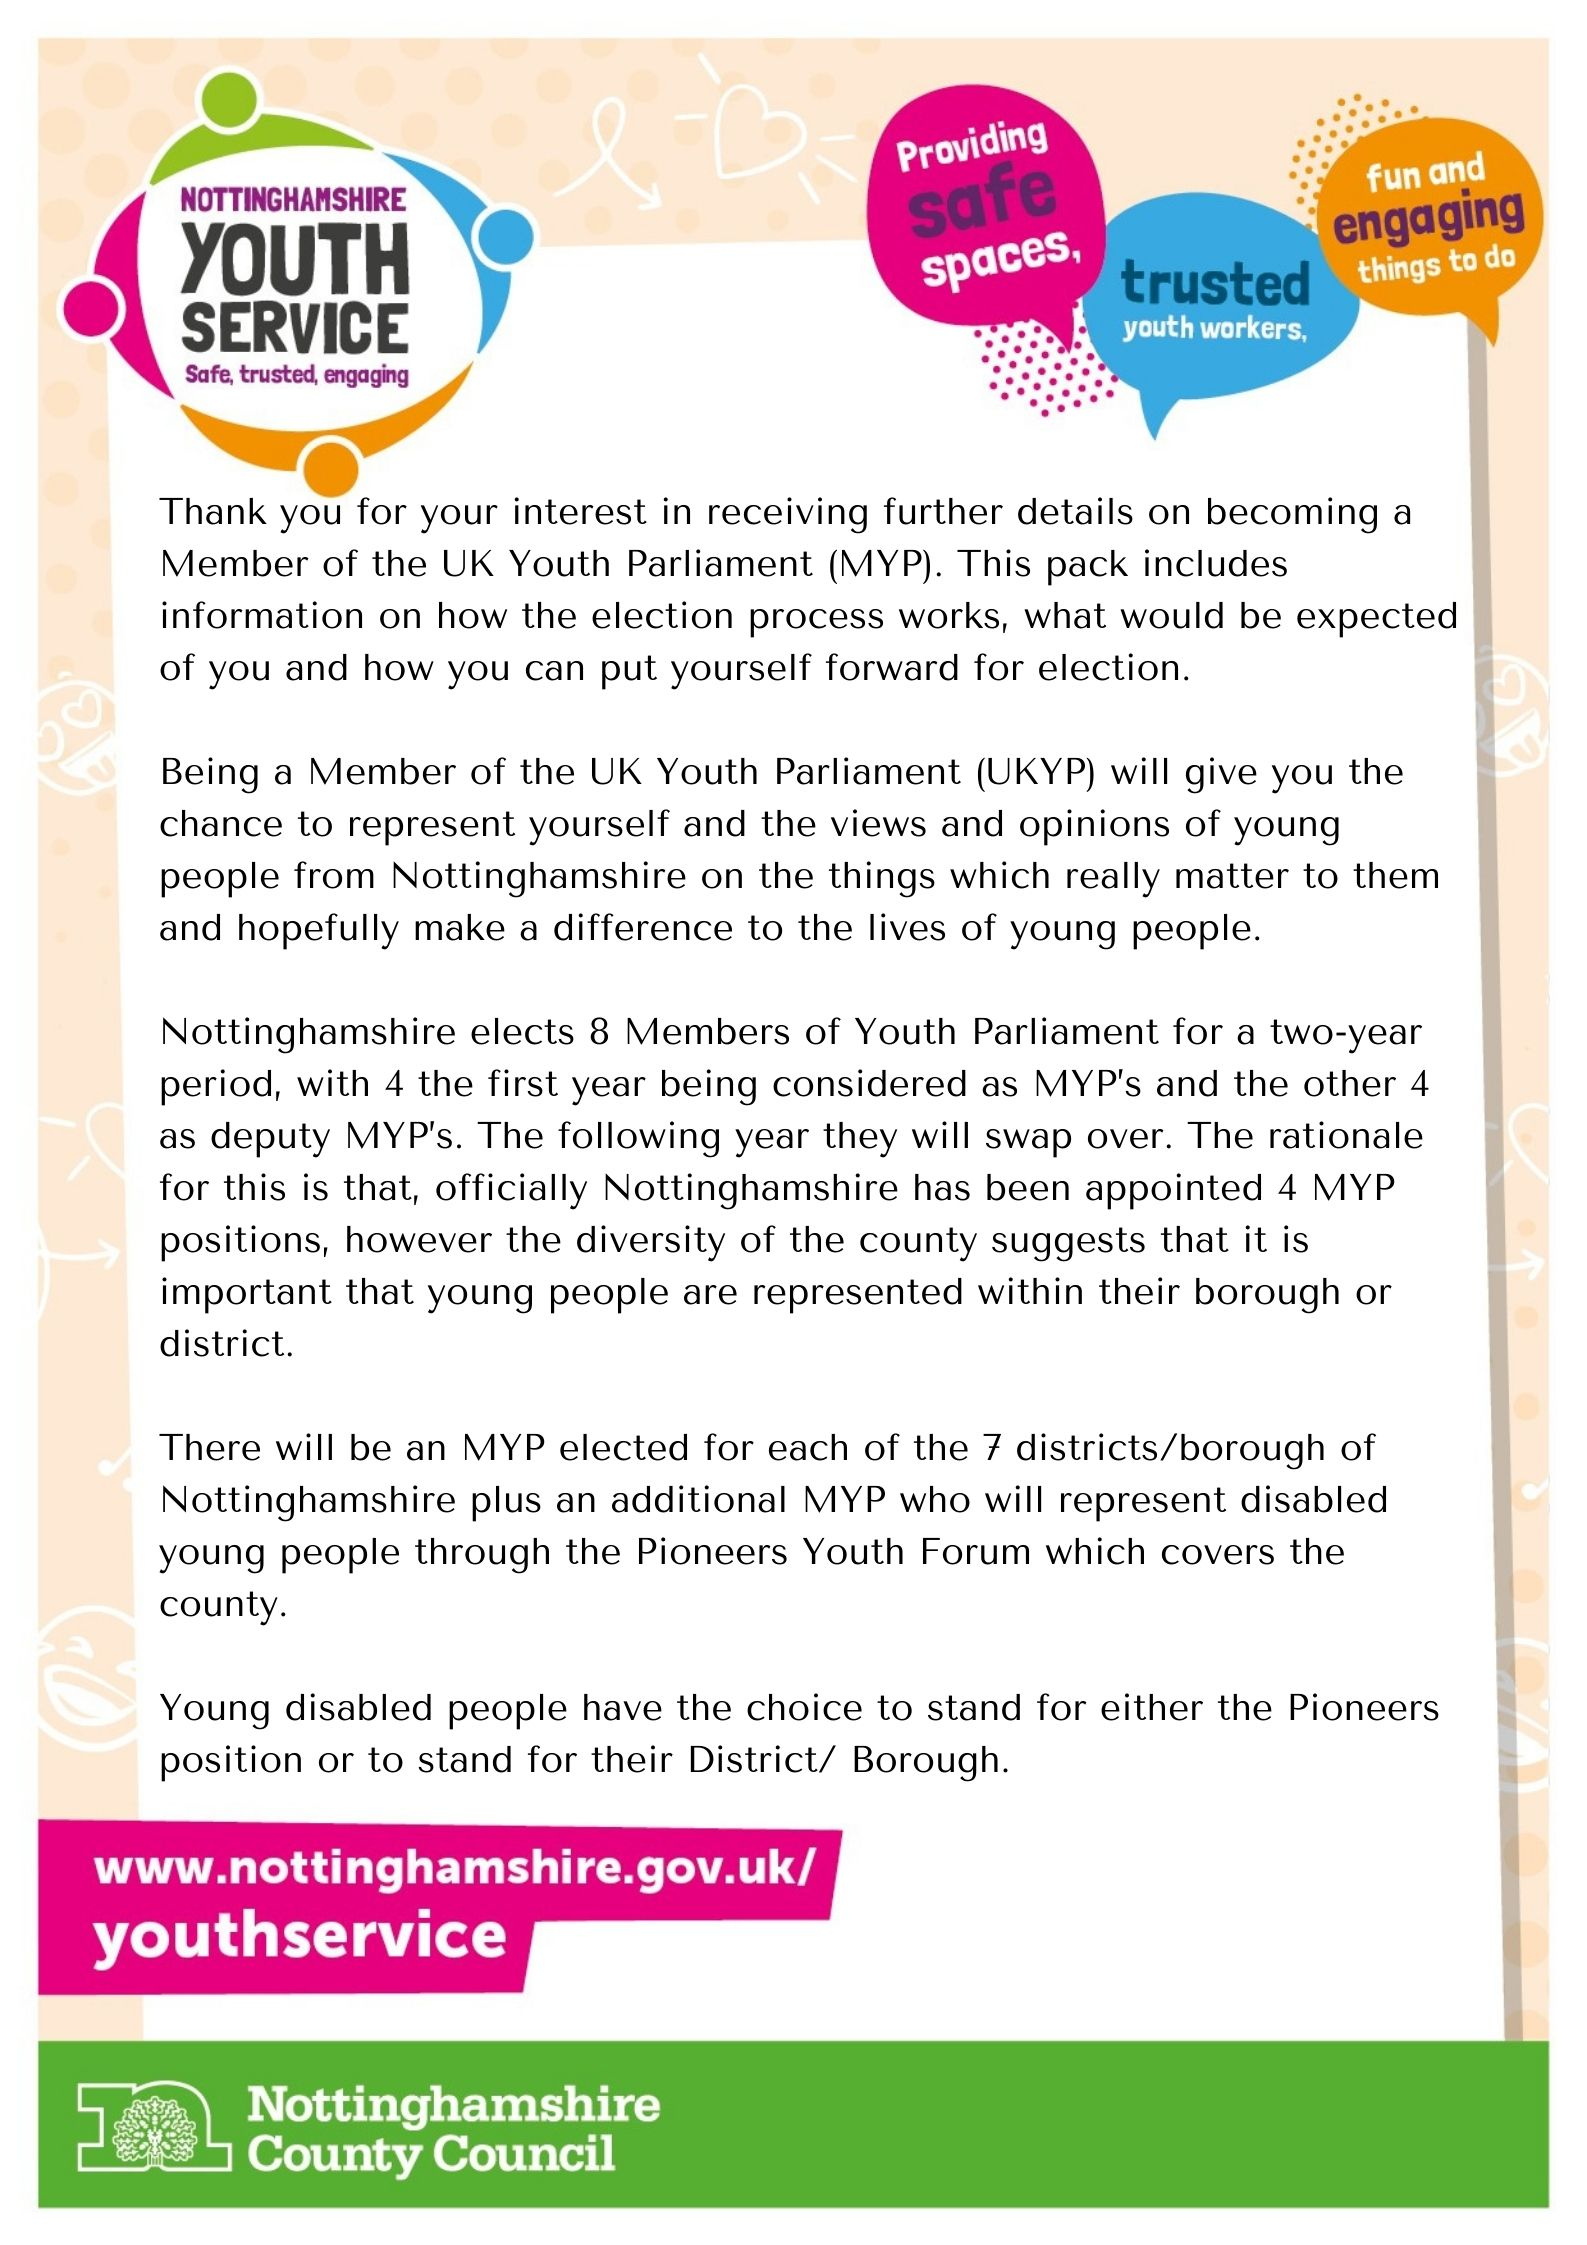 NOTTINGHAMSHIRE
YOUTH
SERVICE
Safe, trusted, engaging
Providing
safe
spaces,
trusted
youth workers,
fun and
engaging
things to do
Thank you for your interest in receiving further details on becoming a
Member of the UK Youth Parliament (MYP). This pack includes
information on how the election process works, what would be expected
of you and how you can put yourself forward for election.
Being a Member of the UK Youth Parliament (UKYP) will give you the
chance to represent yourself and the views and opinions of young
people from Nottinghamshire on the things which really matter to them
and hopefully make a difference to the lives of young people.
Nottinghamshire elects 8 Members of Youth Parliament for a two-year
period, with 4 the first year being considered as MYP's and the other 4
as deputy MYP's. The following year they will swap over. The rationale
for this is that, officially Nottinghamshire has been appointed 4 MYP
positions, however the diversity of the county suggests that it is
important that young people are represented within their borough or
district.
There will be an MYP elected for each of the 7 districts/borough of
Nottinghamshire plus an additional MYP who will represent disabled
young people through the Pioneers Youth Forum which covers the
county.
Young disabled people have the choice to stand for either the Pioneers
position or to stand for their District/ Borough.
www.nottinghamshire.gov.uk/
youthservice
Nottinghamshire
County Council